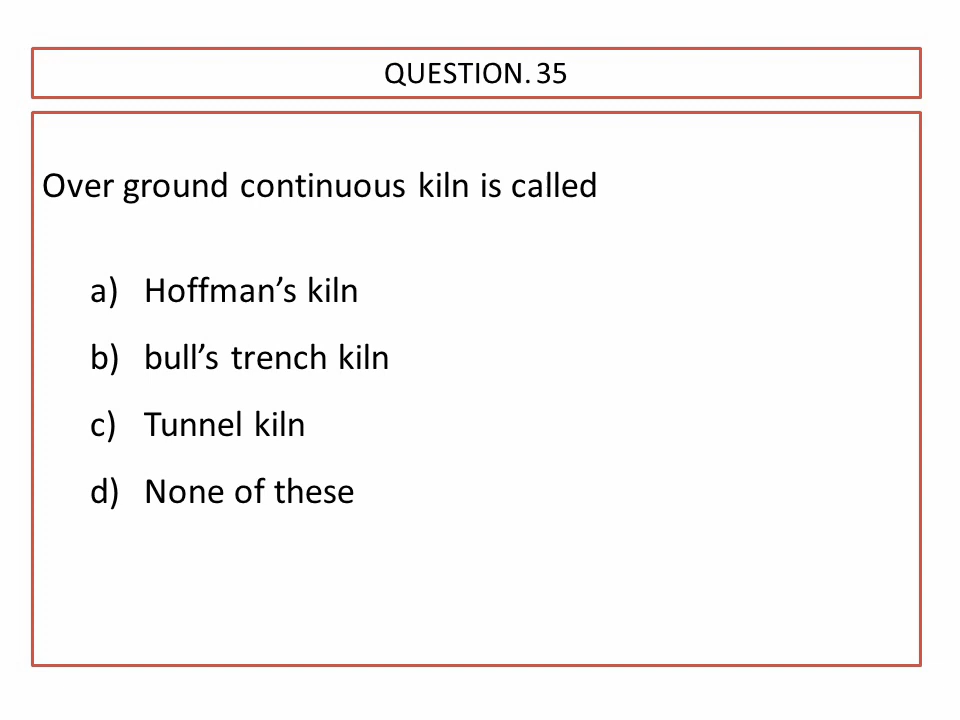 QUESTION. 35
Over ground continuous kiln is called
a) Hoffman’s kiln
b) bull’s trench kiln
c) Tunnel kiln
d) None of these